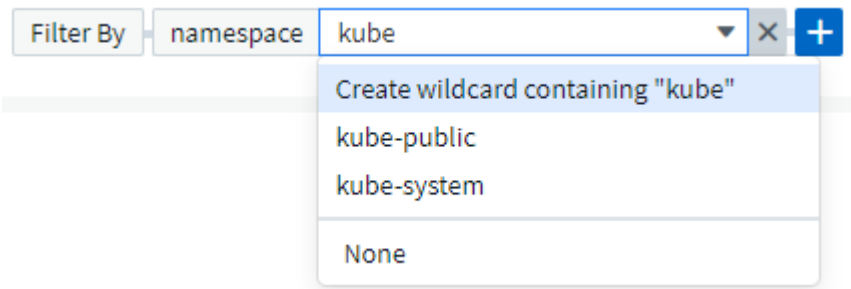 Filter By namespace kube
Create wildcard containing "kube"
kube-public
kube-system
None